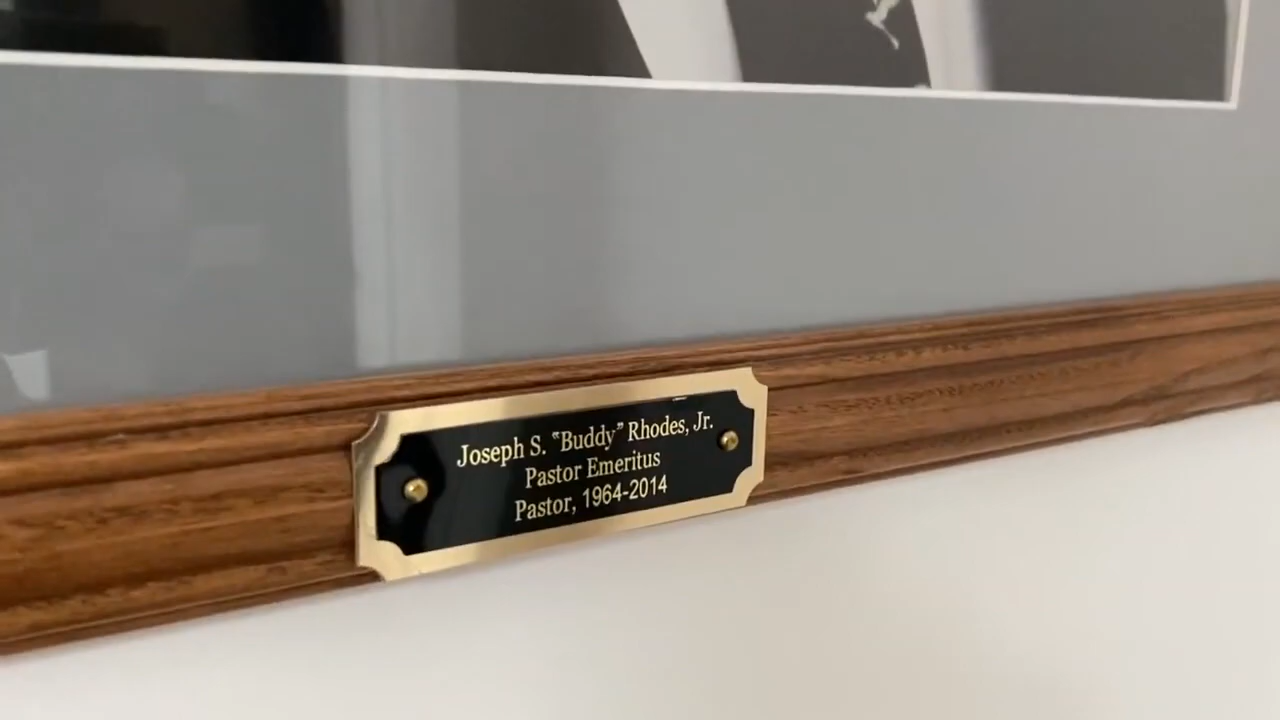 Joseph S. "Buddy" Rhodes, Jr.
Pastor Emeritus
Pastor, 1964-2014